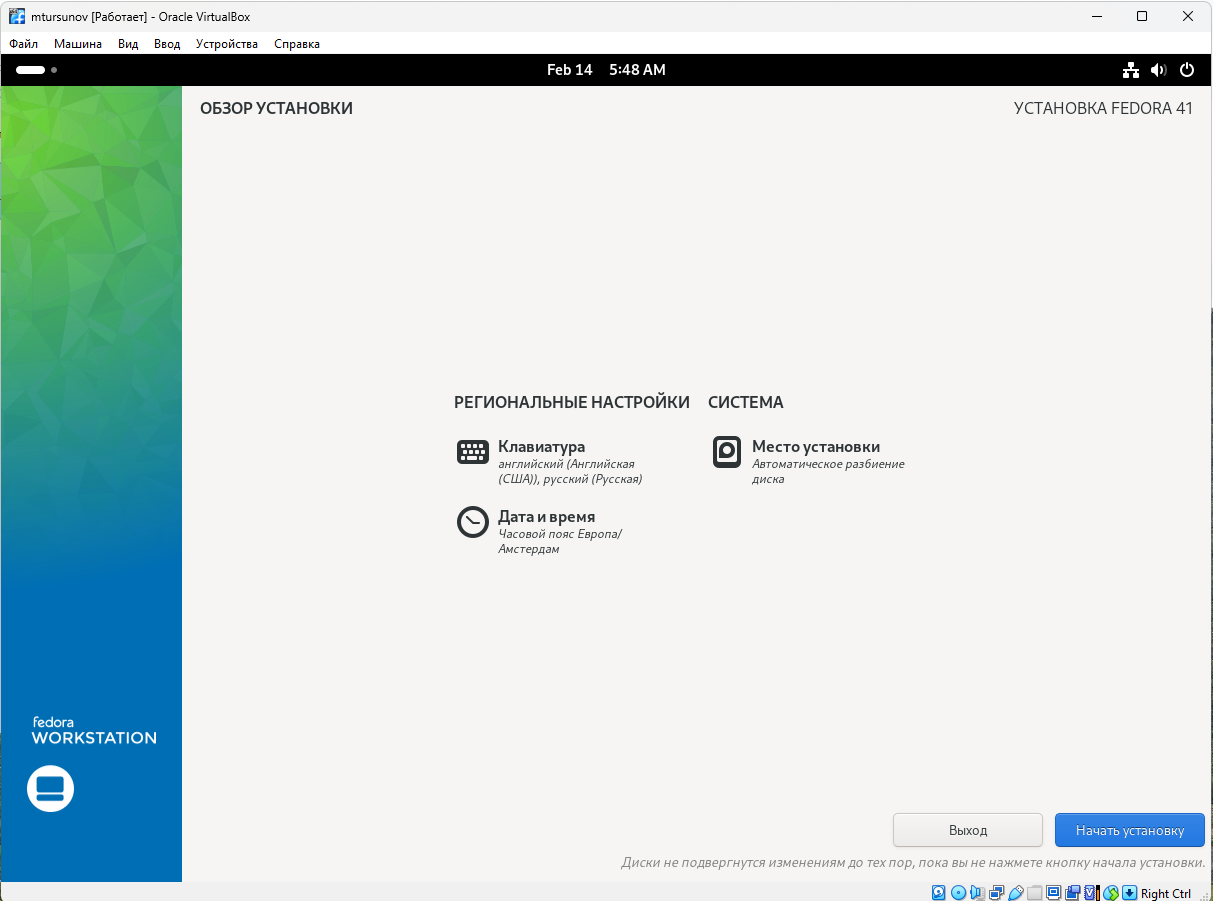 mtursunov [Работает] - Oracle VirtualBox
Файл Машина Вид Ввод Устройства Справка
Feb 14 5:48 AM
ОБЗОР УСТАНОВКИ
УСТАНОВКА FEDORA 41
РЕГИОНАЛЬНЫЕ НАСТРОЙКИ
Клавиатура
английский (Английская
(США)), русский (Русская)
Дата и время
Часовой пояс Европа/
Амстердам
СИСТЕМА
Место установки
Автоматическое разбиение
диска
fedora
WORKSTATION
Выход
Начать установку
Диски не подвергнутся изменениям до тех пор, пока вы не нажмете кнопку начала установки.
Right Ctrl